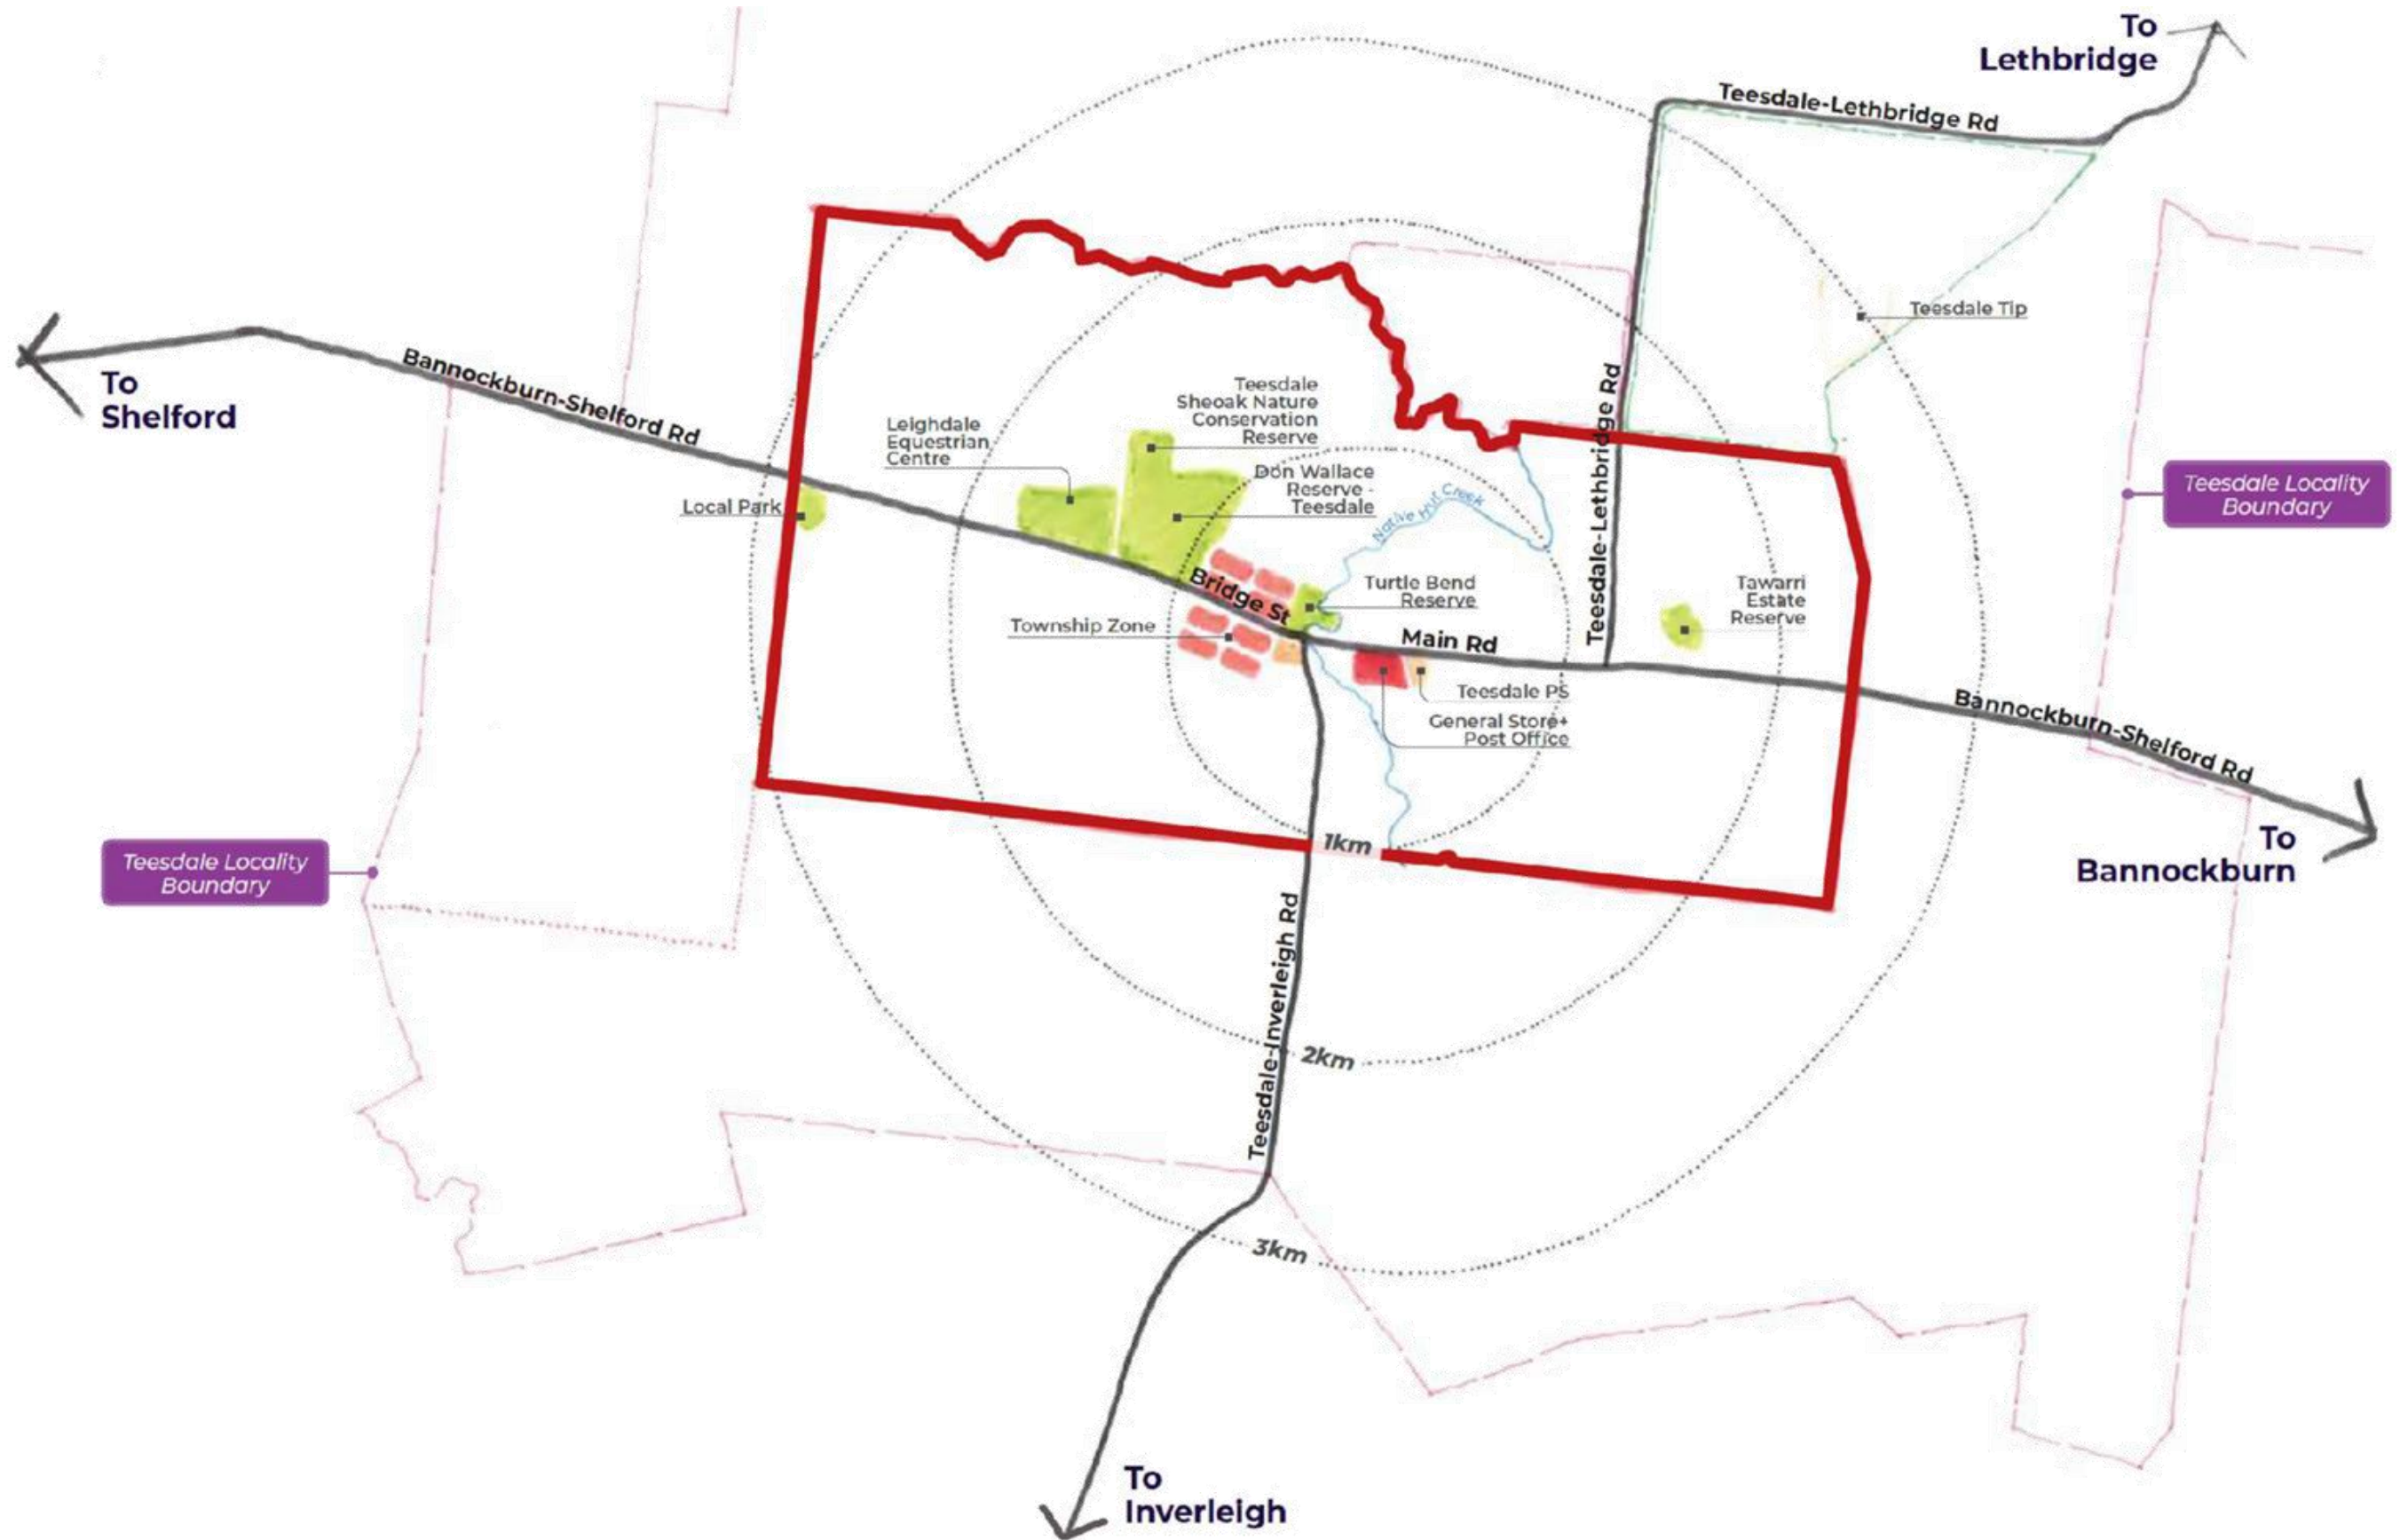 To
Lethbridge
Teesdale-Lethbridge Rd
Teesdale Tip
To
Shelford
Bannockburn-Shelford Rd
Teesdale
Sheoak Nature
Conservation
Reserve
Leighdale
Equestrian
Centre
Don Wallace
Reserve -
Teesdale
Local Park
Native Hut Creek
Teesdale-Lethbridge Rd
Teesdale Locality
Boundary
Bridge St
Turtle Bend
Reserve
Tawarri
Estate
Reserve
Township Zone
Main Rd
Teesdale PS
General Store+
Post Office
Bannockburn-Shelford Rd
To
Bannockburn
1km
Teesdale Locality
Boundary
Teesdale-Inverleigh Rd
2km
3km
To
Inverleigh